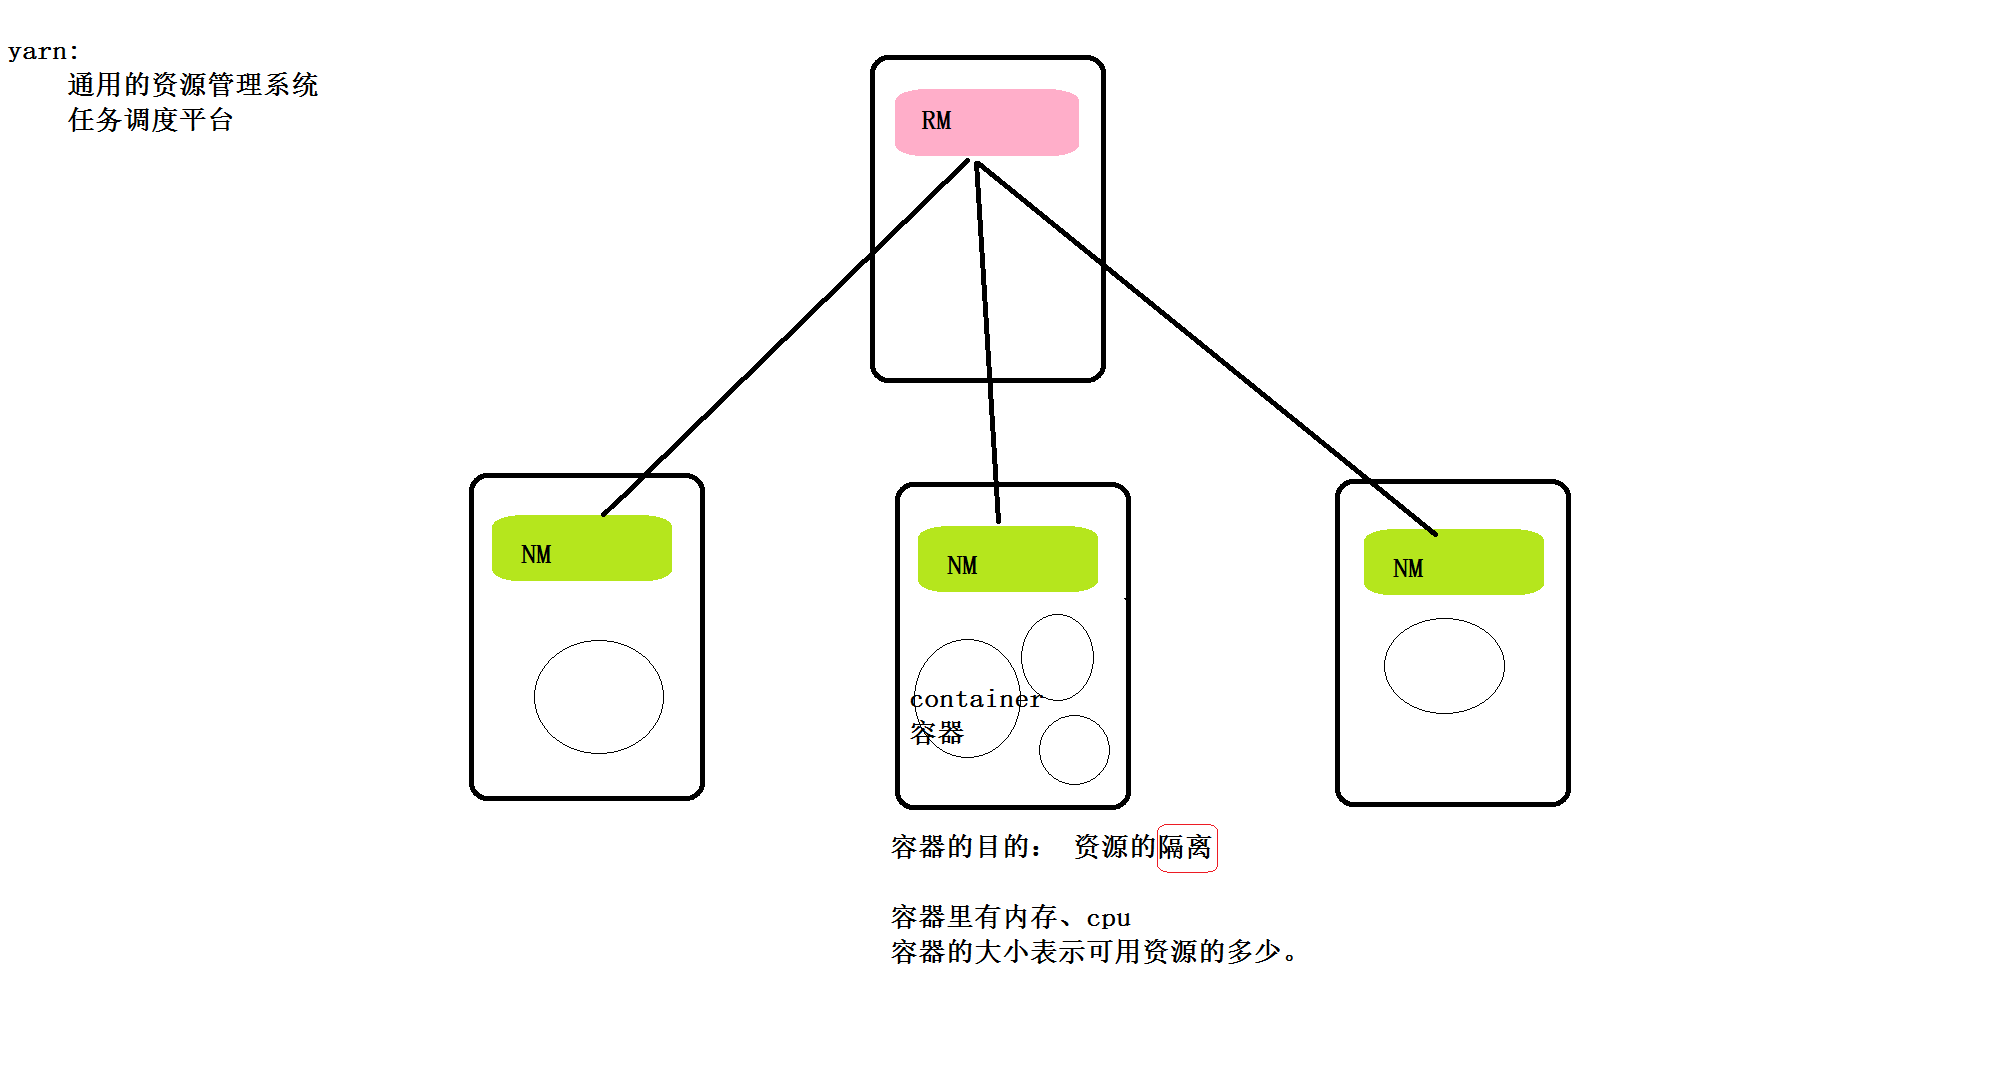 yarn:
通用的资源管理系统
任务调度平台
RM
NM
NM
NM
container
容器
容器的目的： 资源的隔离
容器里有内存、cpu
容器的大小表示可用资源的多少。